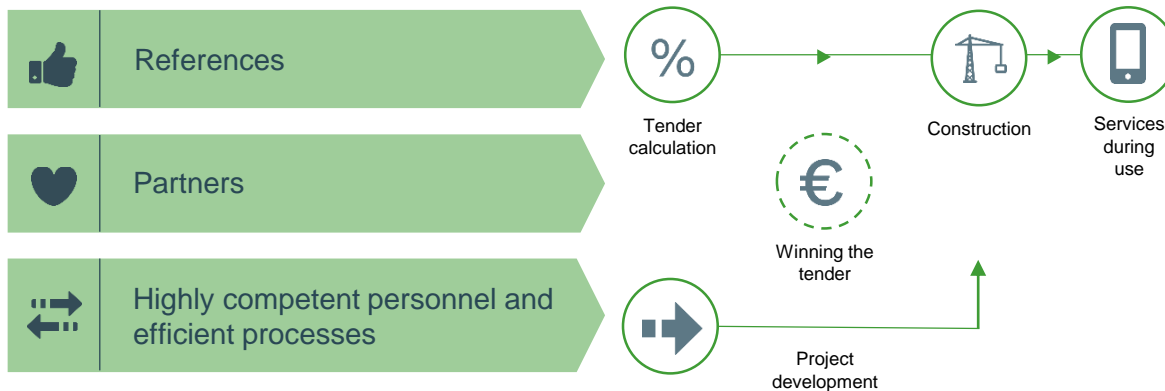 References
Partners
Highly competent personnel and
efficient processes
%
Tender
calculation
Construction
Services
during
use
€
Winning the
tender
Project
development